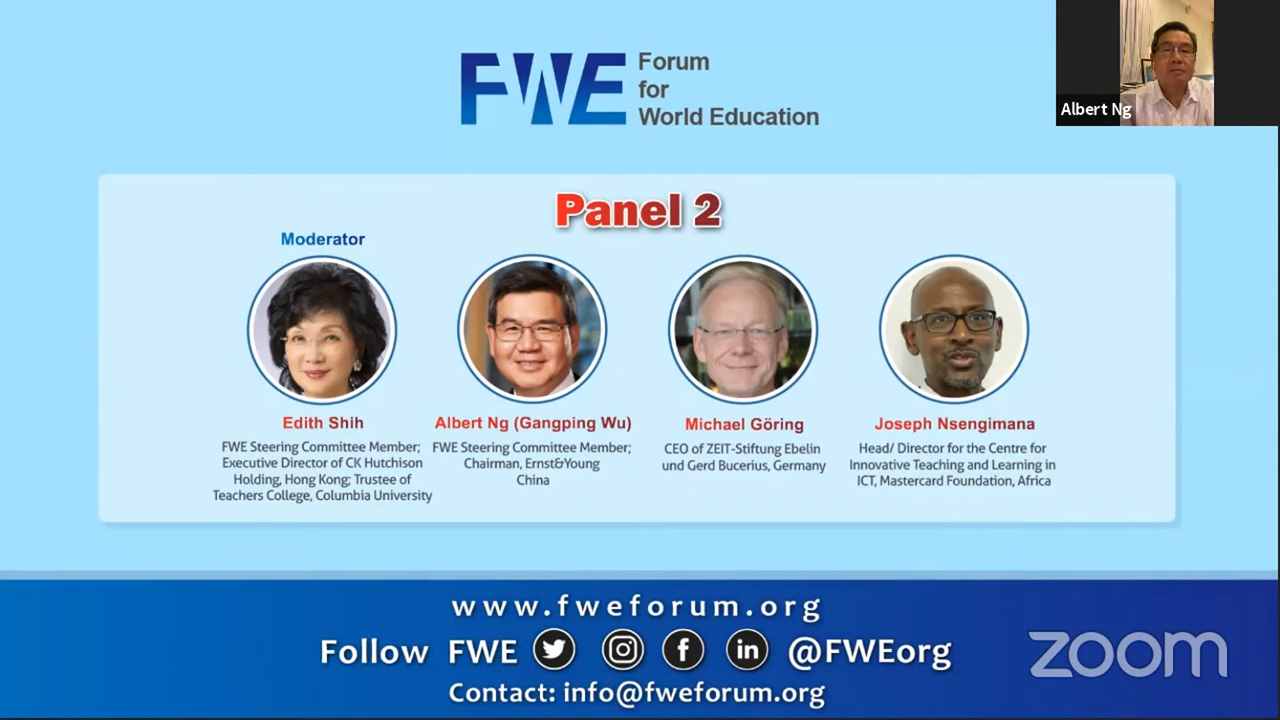 FWE
Forum
for
World Education
Albert Ng
Panel 2
Moderator
Edith Shih
FWE Steering Committee Member;
Executive Director of CK Hutchison
Holding, Hong Kong; Trustee of
Teachers College, Columbia University
Albert Ng (Gangping Wu)
FWE Steering Committee Member;
Chairman, Ernst&Young
China
Michael Göring
CEO of ZEIT-Stiftung Ebelin
und Gerd Bucerius, Germany
Joseph Nsengimana
Head/ Director for the Centre for
Innovative Teaching and Learning in
ICT, Mastercard Foundation, Africa
www.fweforum.org
Follow FWE @FWEorg
Contact: info@fweforum.org
zoom